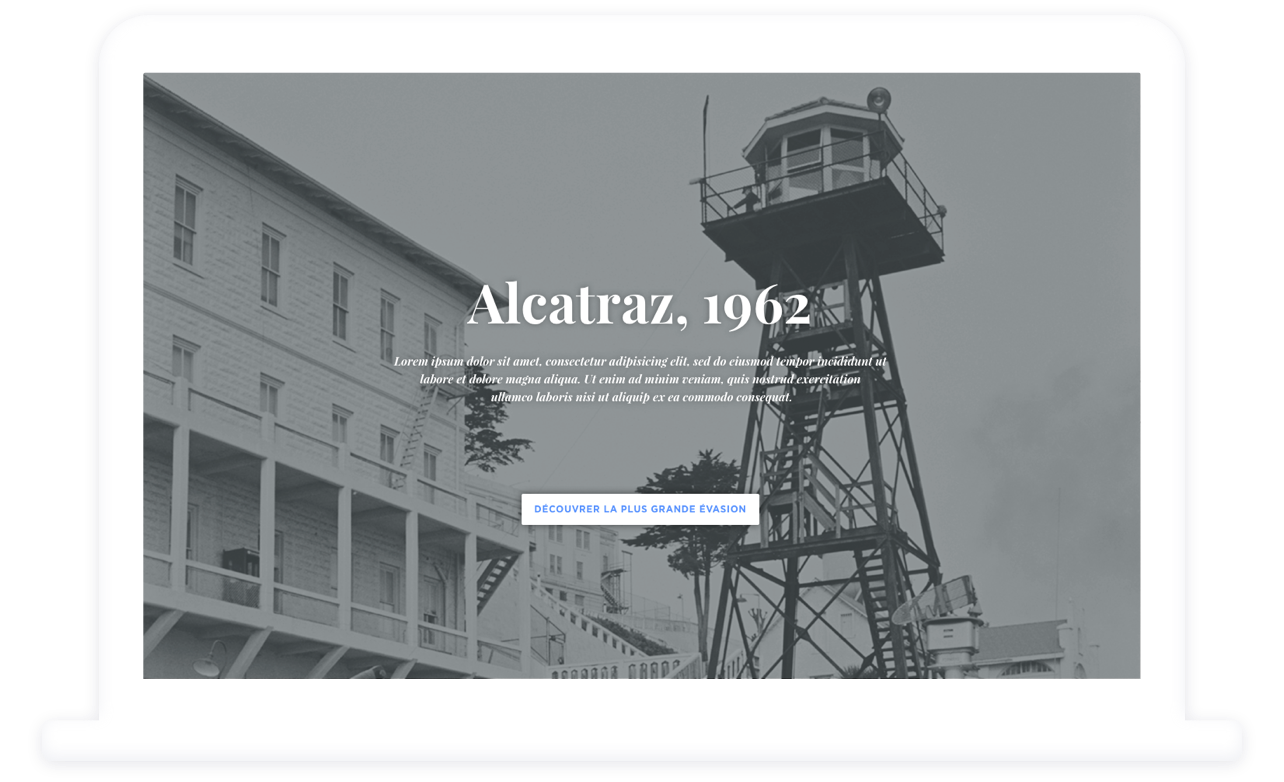 Alcatraz, 1962
Lorem ipsum dolor sit amet, consectetur adipisicing elit, sed do eiusmod tempor incididunt ut
labore et dolore magna aliqua. Ut enim ad minim veniam, quis nostrud exercitation
ullamco laboris nisi ut aliquip ex ea commodo consequat.
DÉCOUVRER LA PLUS GRANDE ÉVASION